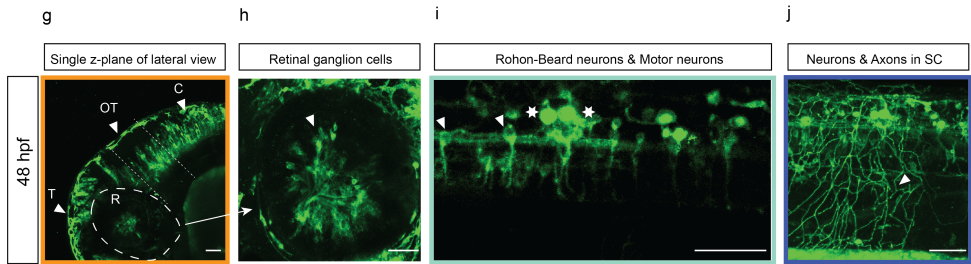 g
h
i
j
Single z-plane of lateral view
Retinal ganglion cells
Rohon-Beard neurons & Motor neurons
Neurons & Axons in SC
48 hpf
C
OT
T
R